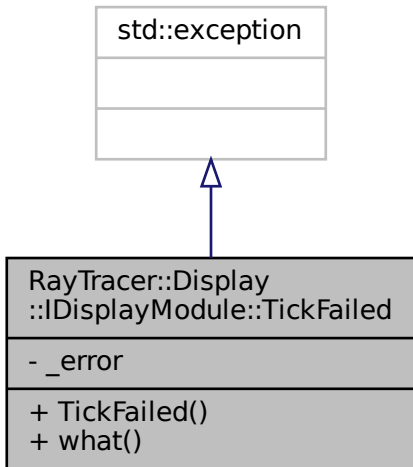 std::exception
RayTracer::Display
::IDisplayModule::TickFailed
- _error
+ TickFailed()
+ what()